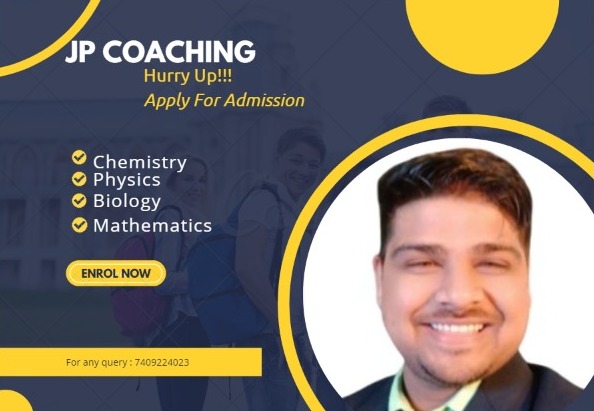 JP COACHING
Hurry Up!!!
Apply For Admission
Chemistry
Physics
Biology
Mathematics
ENROL NOW
For any query : 7409224023